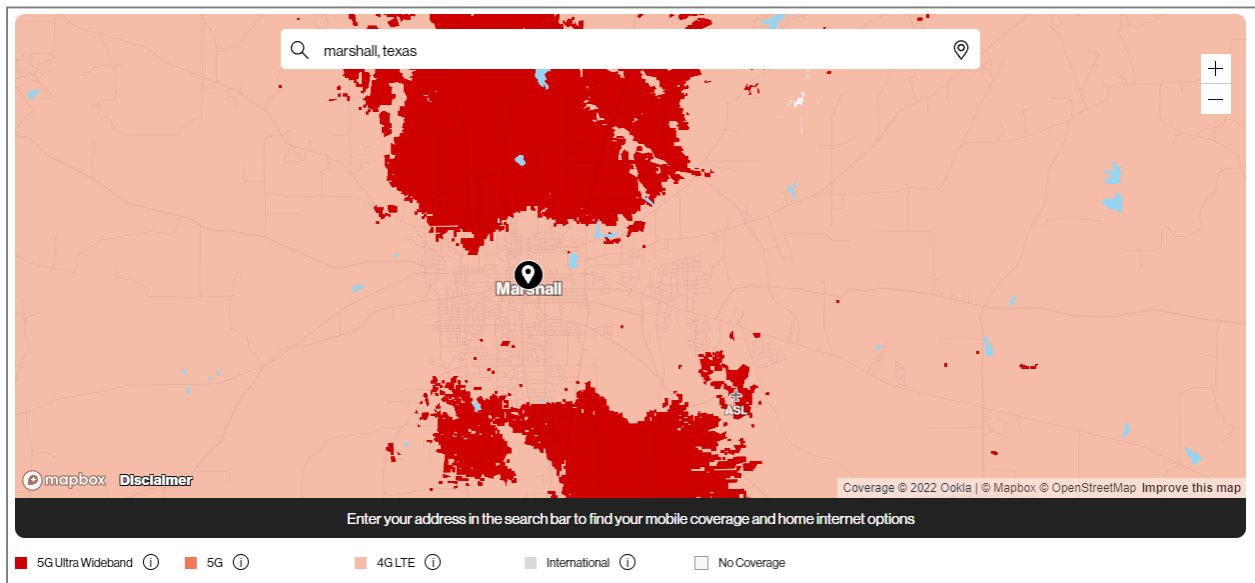 marshall, texas
+
−
Marshall
ASL
mapbox Disclaimer
Coverage © 2022 Ookla | © Mapbox © OpenStreetMap Improve this map
Enter your address in the search bar to find your mobile coverage and home internet options
5G Ultra Wideband i 5G i 4G LTE i International i No Coverage